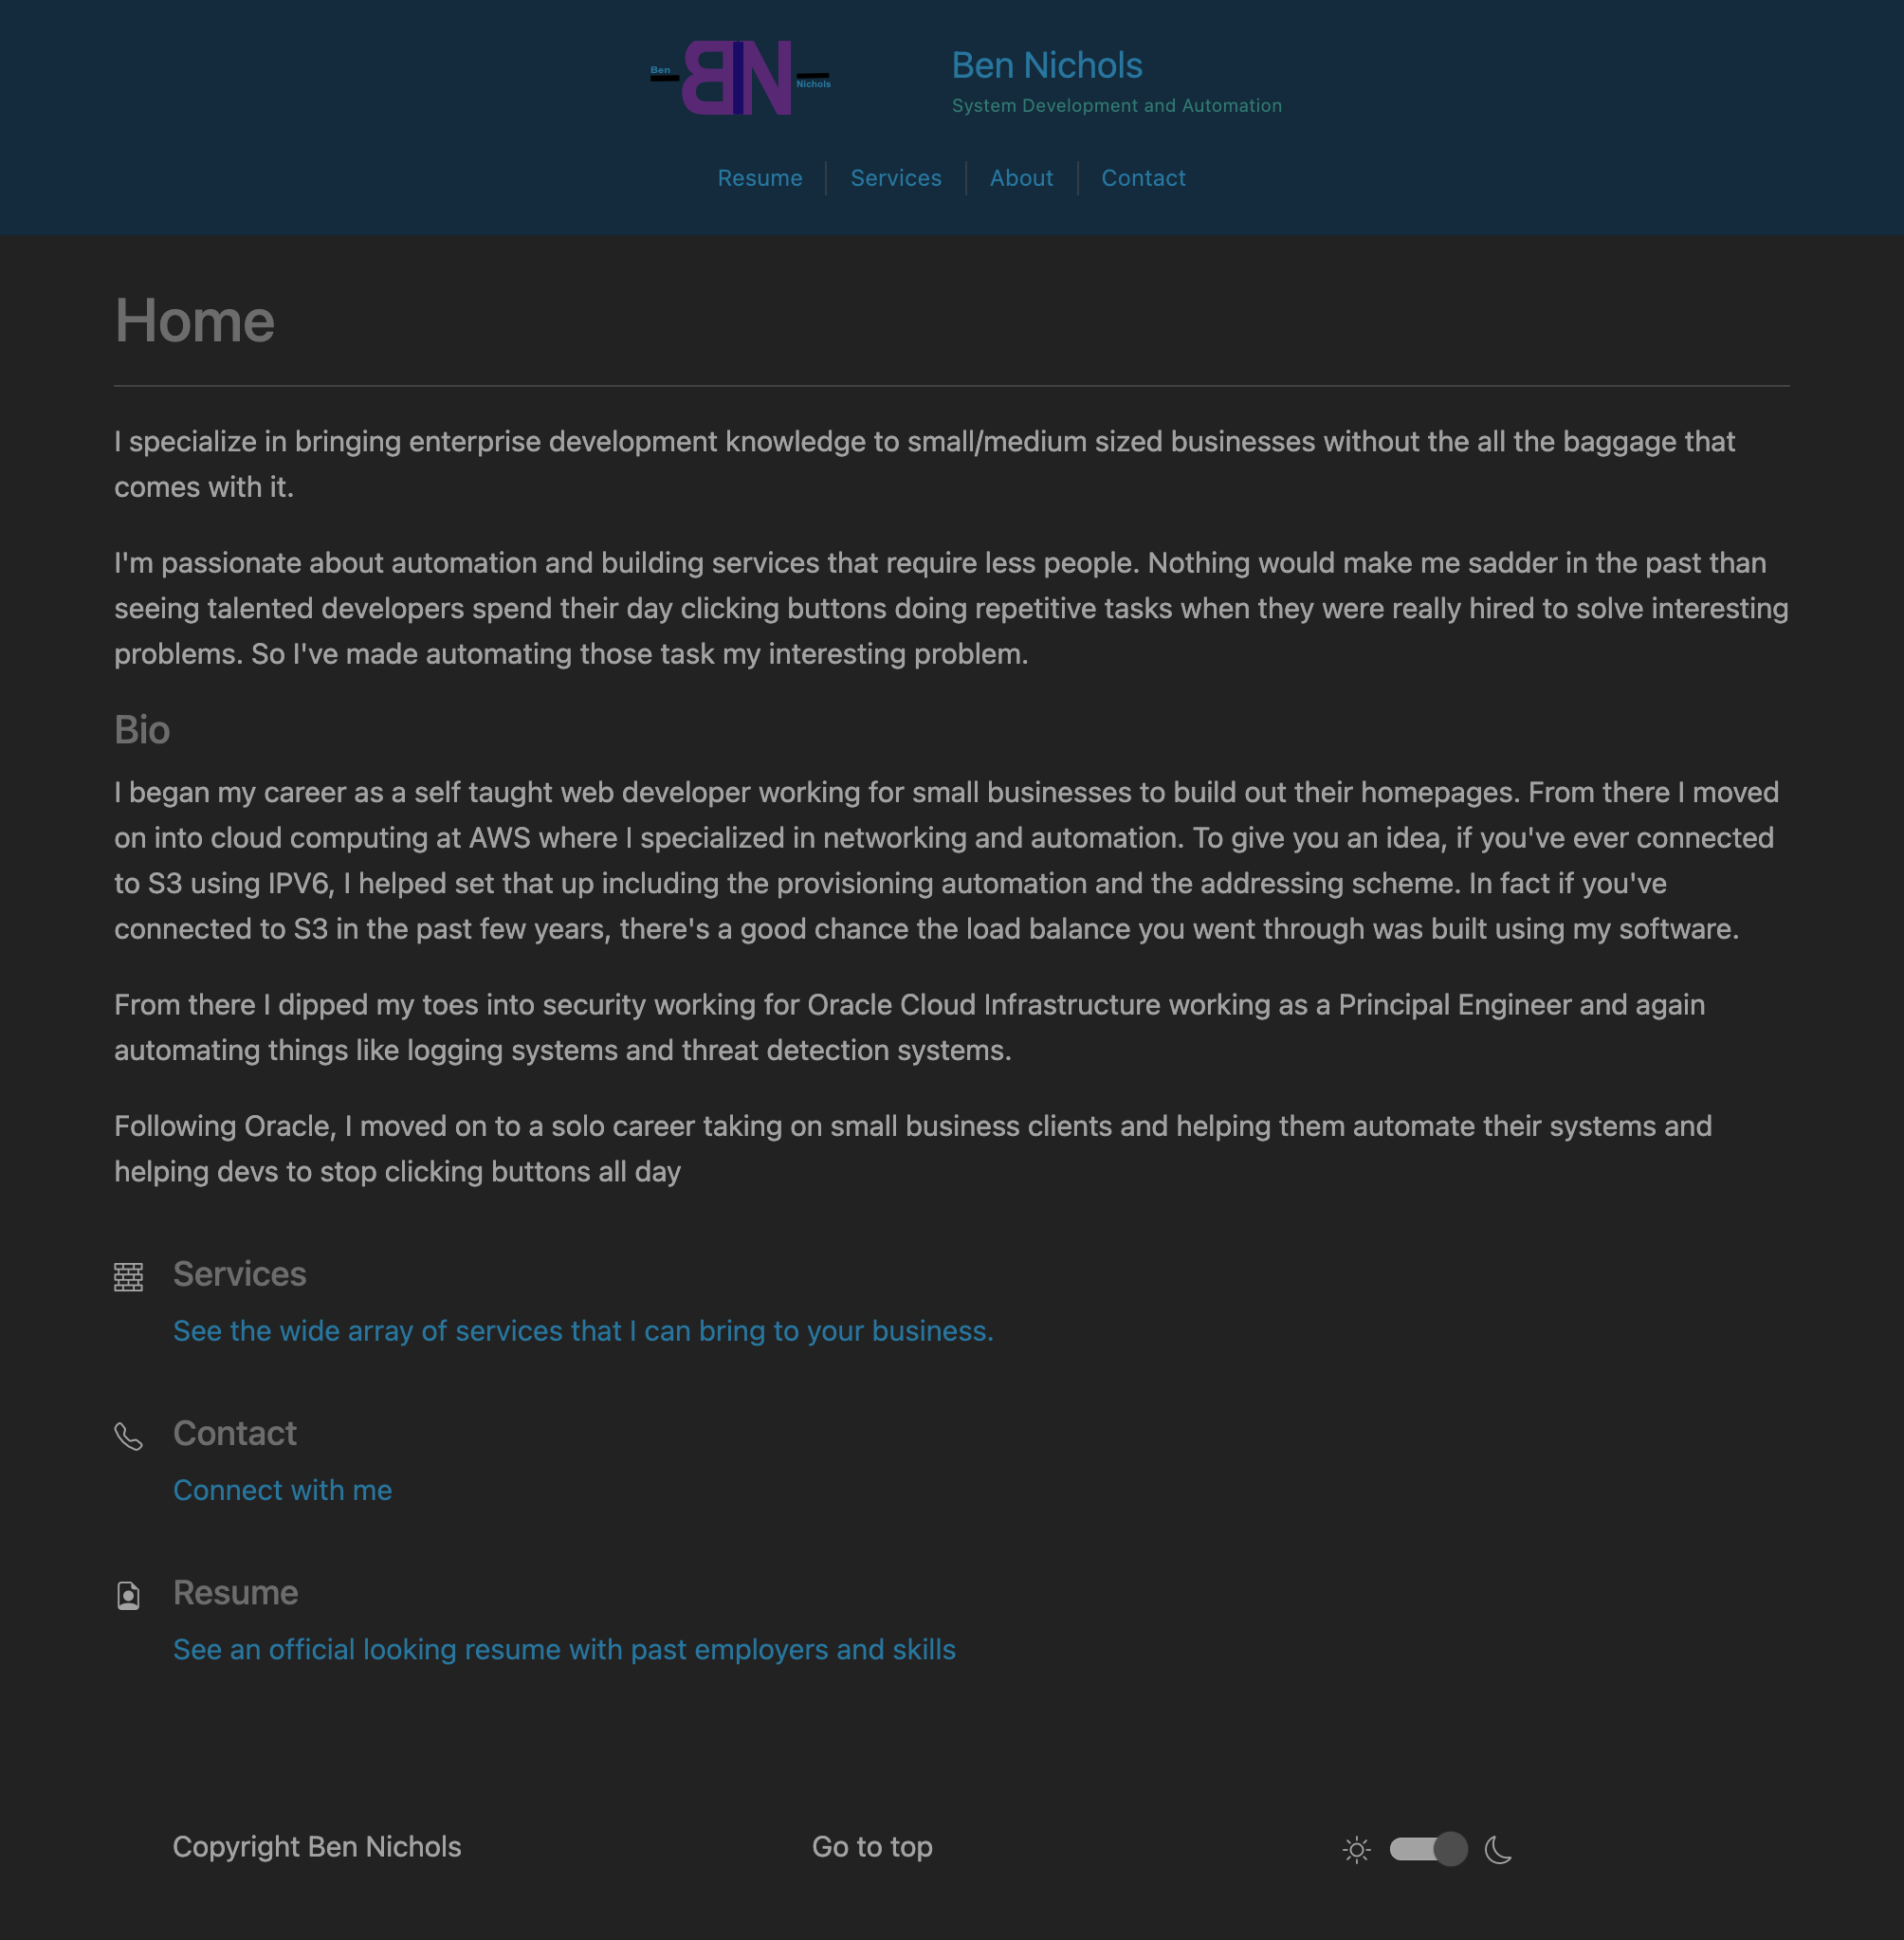 Ben
BN
Nichols
Ben Nichols
System Development and Automation
Resume
Services
About
Contact
Home
I specialize in bringing enterprise development knowledge to small/medium sized businesses without the all the baggage that
comes with it.
I'm passionate about automation and building services that require less people. Nothing would make me sadder in the past than
seeing talented developers spend their day clicking buttons doing repetitive tasks when they were really hired to solve interesting
problems. So I've made automating those task my interesting problem.
Bio
I began my career as a self taught web developer working for small businesses to build out their homepages. From there I moved
on into cloud computing at AWS where I specialized in networking and automation. To give you an idea, if you've ever connected
to S3 using IPV6, I helped set that up including the provisioning automation and the addressing scheme. In fact if you've
connected to S3 in the past few years, there's a good chance the load balance you went through was built using my software.
From there I dipped my toes into security working for Oracle Cloud Infrastructure working as a Principal Engineer and again
automating things like logging systems and threat detection systems.
Following Oracle, I moved on to a solo career taking on small business clients and helping them automate their systems and
helping devs to stop clicking buttons all day
Services
See the wide array of services that I can bring to your business.
Contact
Connect with me
Resume
See an official looking resume with past employers and skills
Copyright Ben Nichols
Go to top